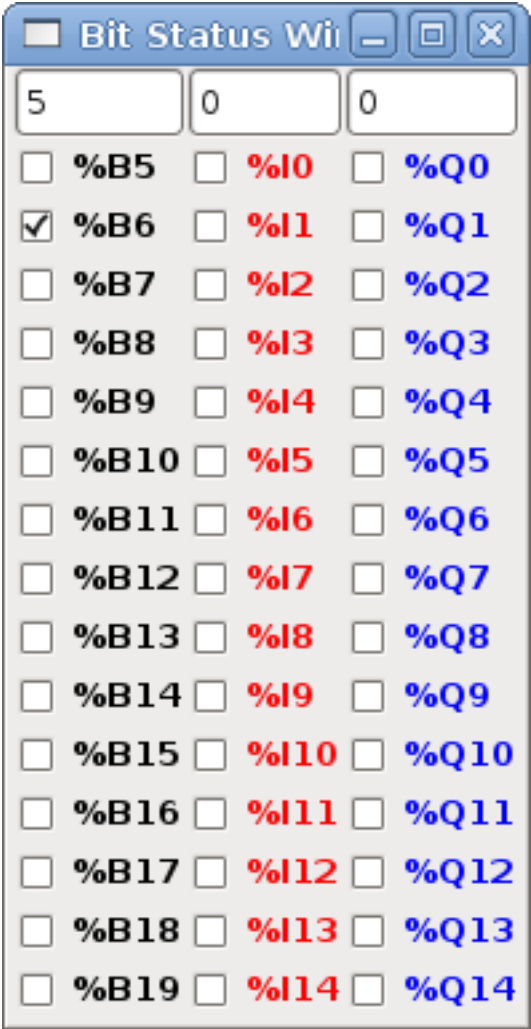 Bit Status Wi
5 0 0
%B5 %I0 %Q0
%B6 %I1 %Q1
%B7 %I2 %Q2
%B8 %I3 %Q3
%B9 %I4 %Q4
%B10 %I5 %Q5
%B11 %I6 %Q6
%B12 %I7 %Q7
%B13 %I8 %Q8
%B14 %I9 %Q9
%B15 %I10 %Q10
%B16 %I11 %Q11
%B17 %I12 %Q12
%B18 %I13 %Q13
%B19 %I14 %Q14